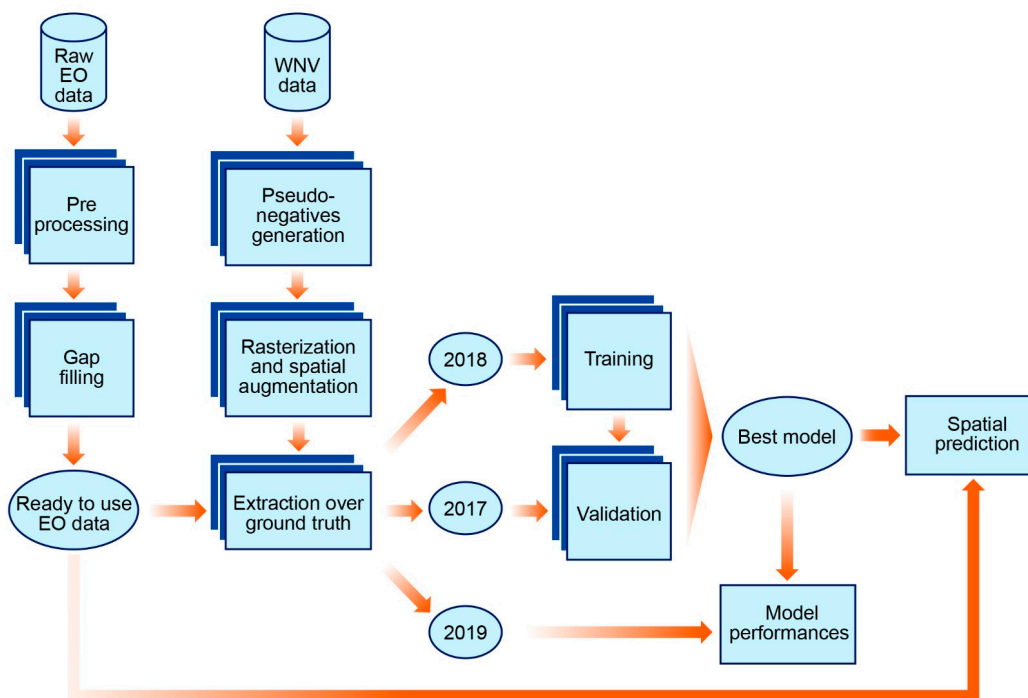 Raw
EO
data
WNV
data
Pre
processing
Pseudo-
negatives
generation
Gap
filling
Rasterization
and spatial
augmentation
2018
Training
Best model
Spatial
prediction
Ready to use
EO data
Extraction over
ground truth
2017
Validation
2019
Model
performances